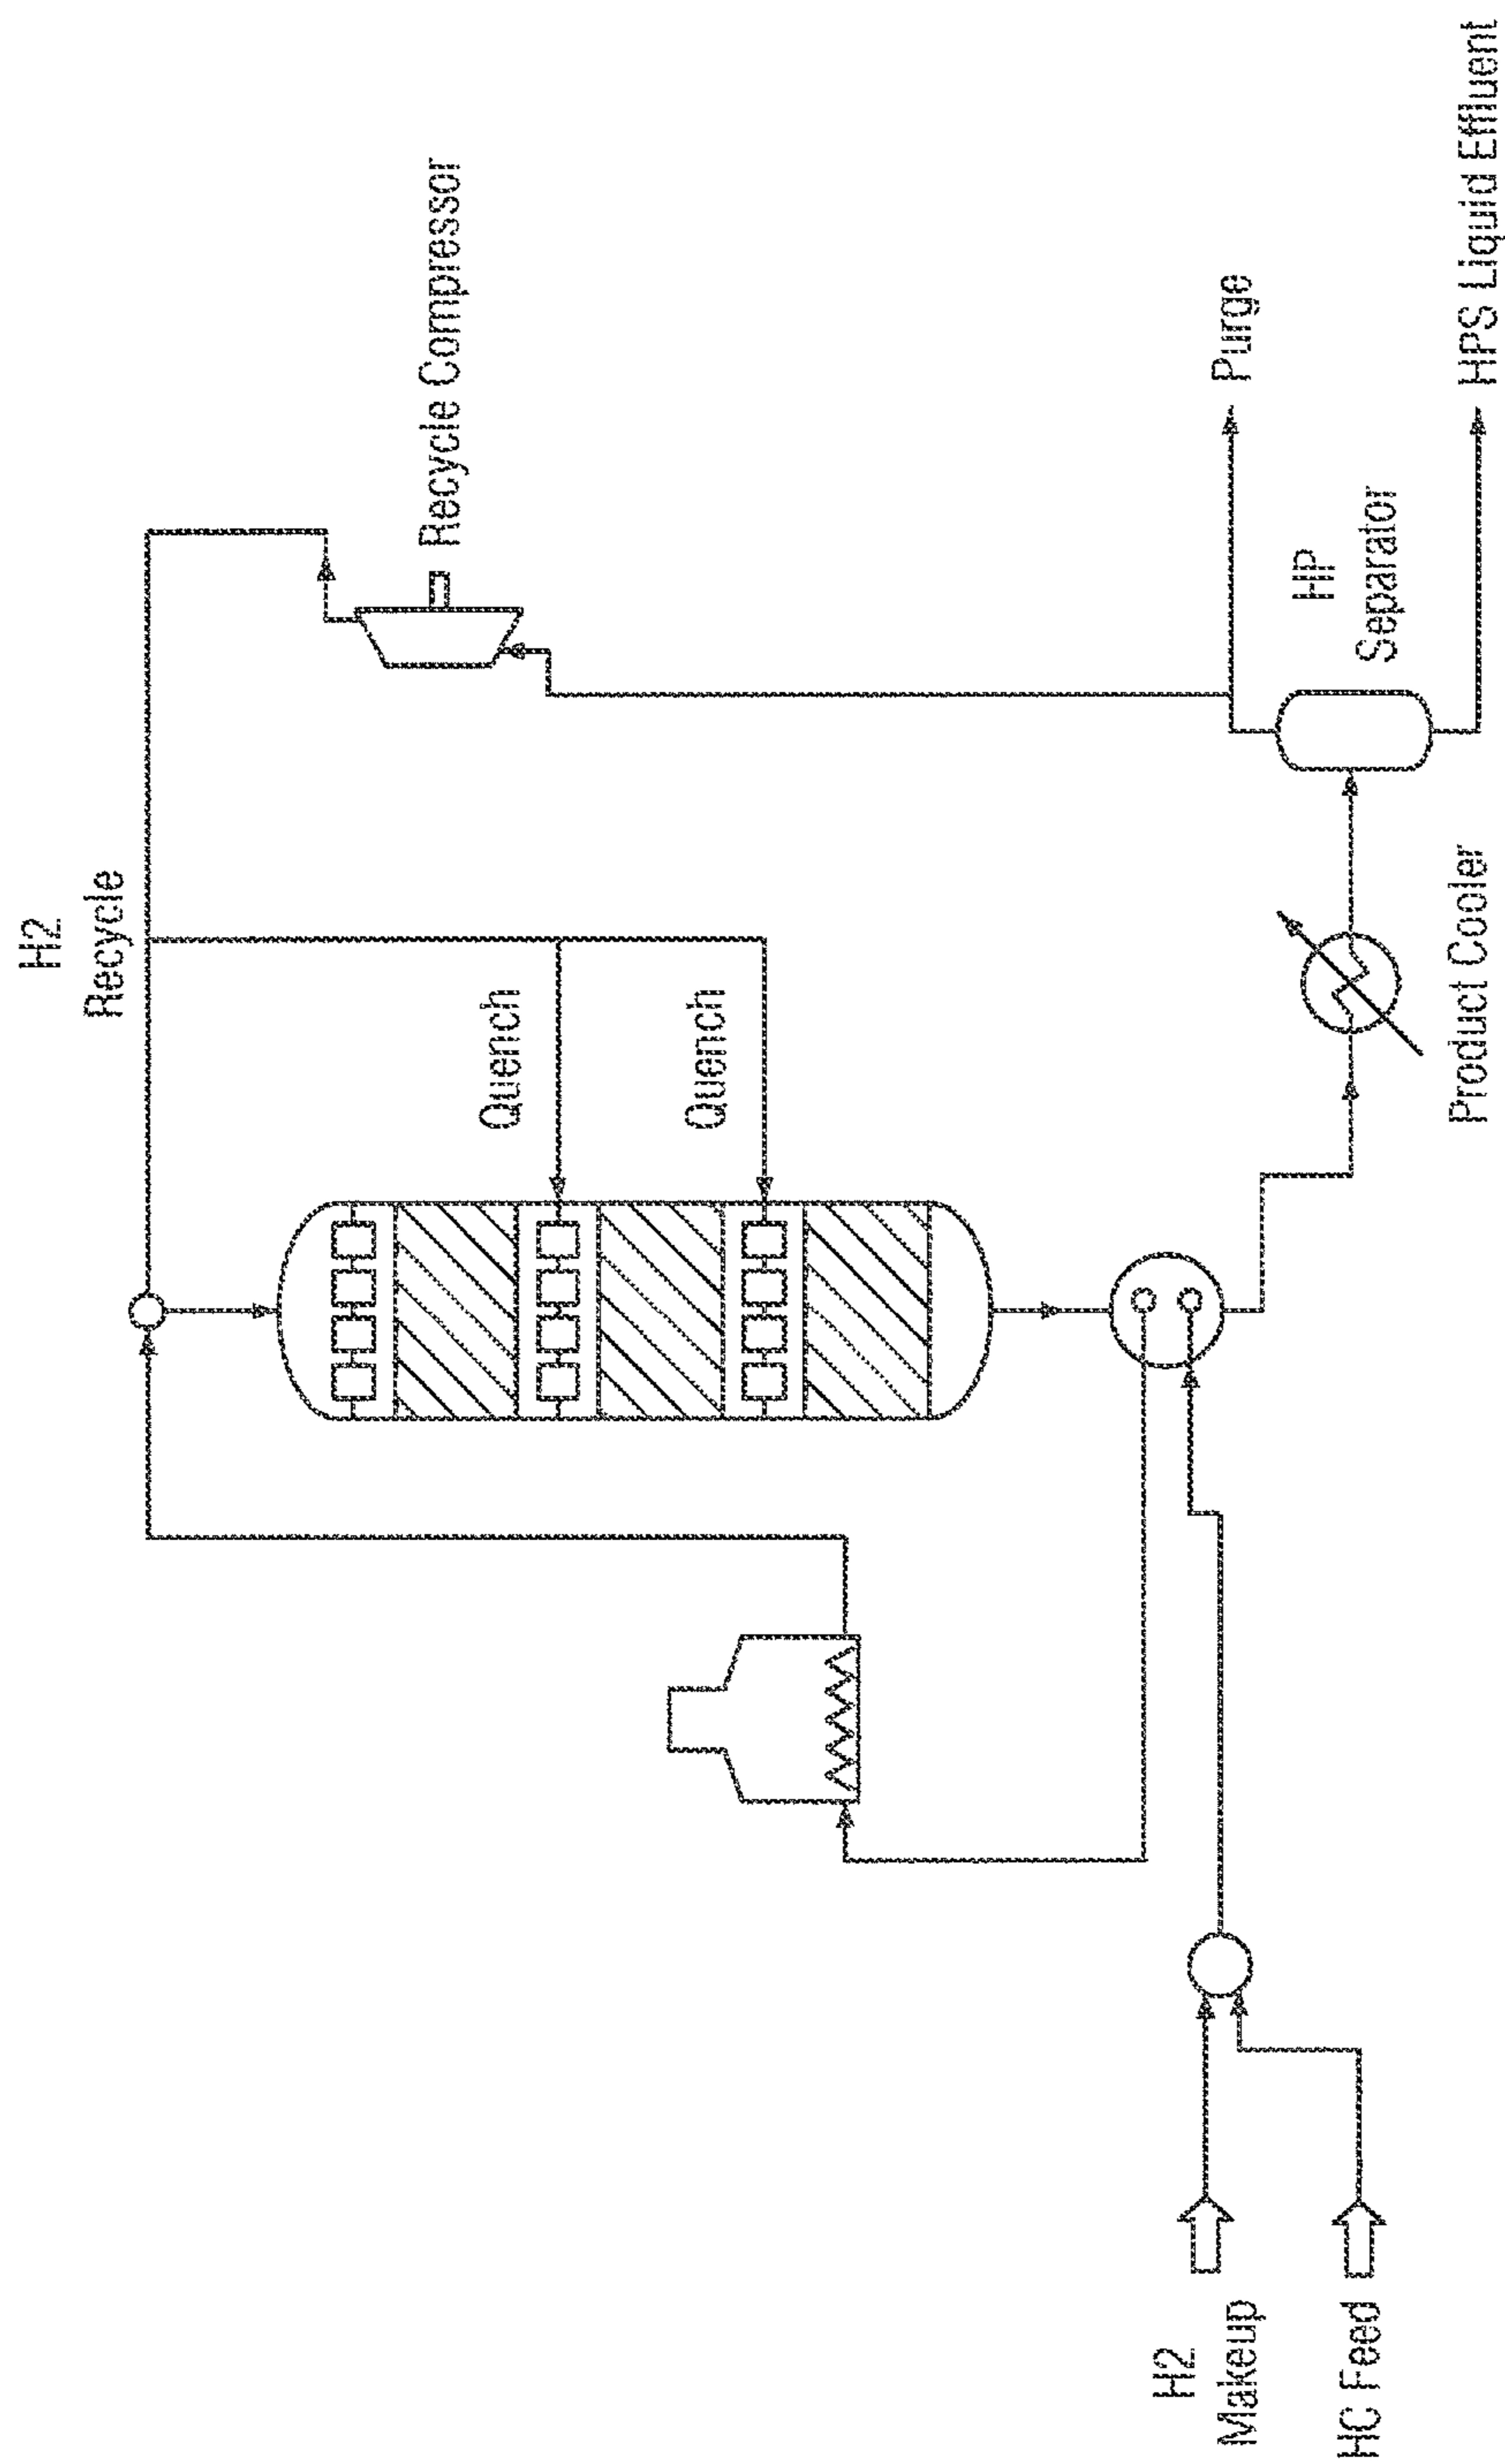 H2
Recycle
Recycle Compressor
Quench
Quench
Purge
HP
Separator
HPS Liquid Effluent
Product Cooler
H2
Makeup
HC Feed